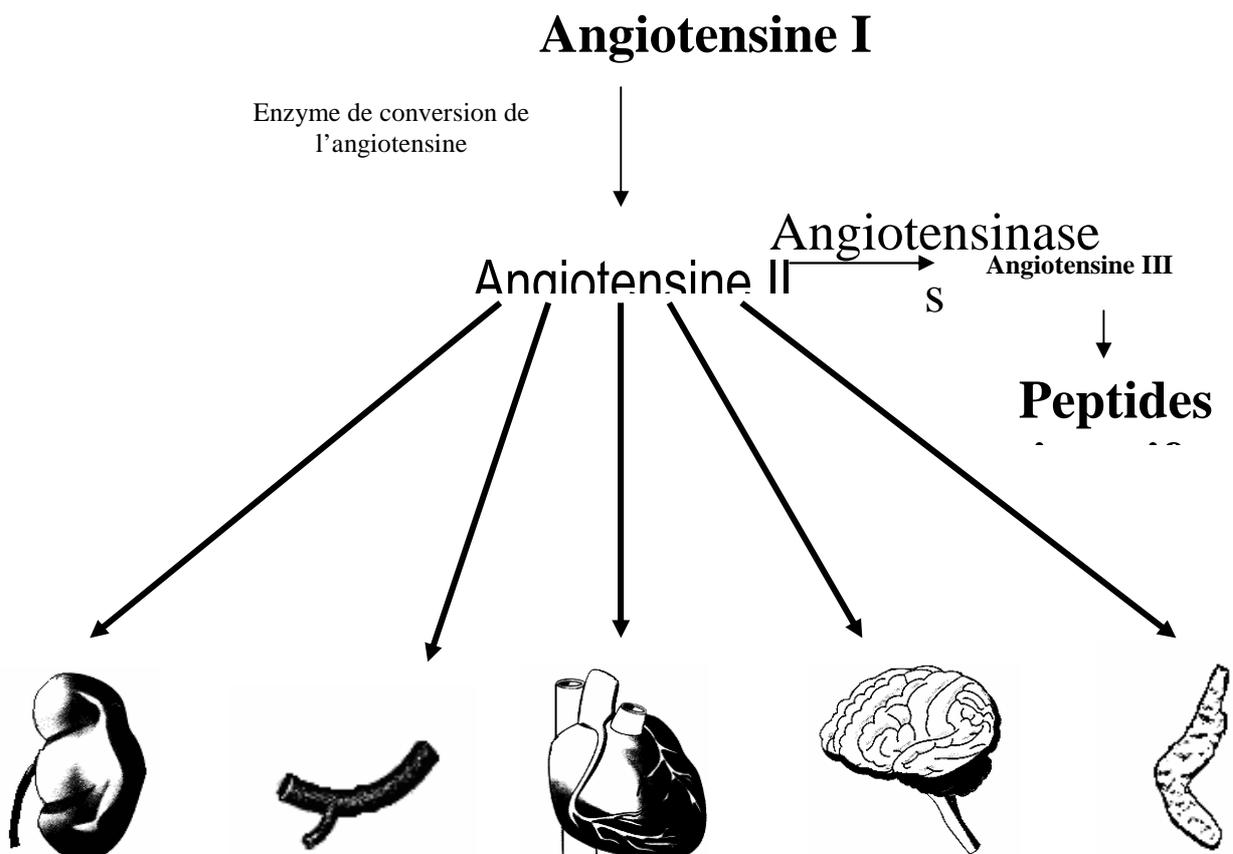 Angiotensine I
Enzyme de conversion de
l’angiotensine
Angiotensinase
s
Angiotensine II
Angiotensine III
Peptides